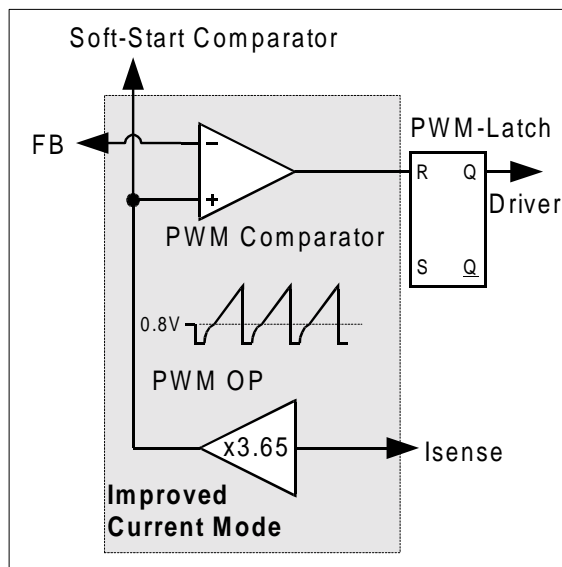 Soft-Start Comparator
FB
PWM-Latch
R Q
Driver
PWM Comparator
S Q
0.8V
PWM OP
x3.65
Isense
Improved
Current Mode